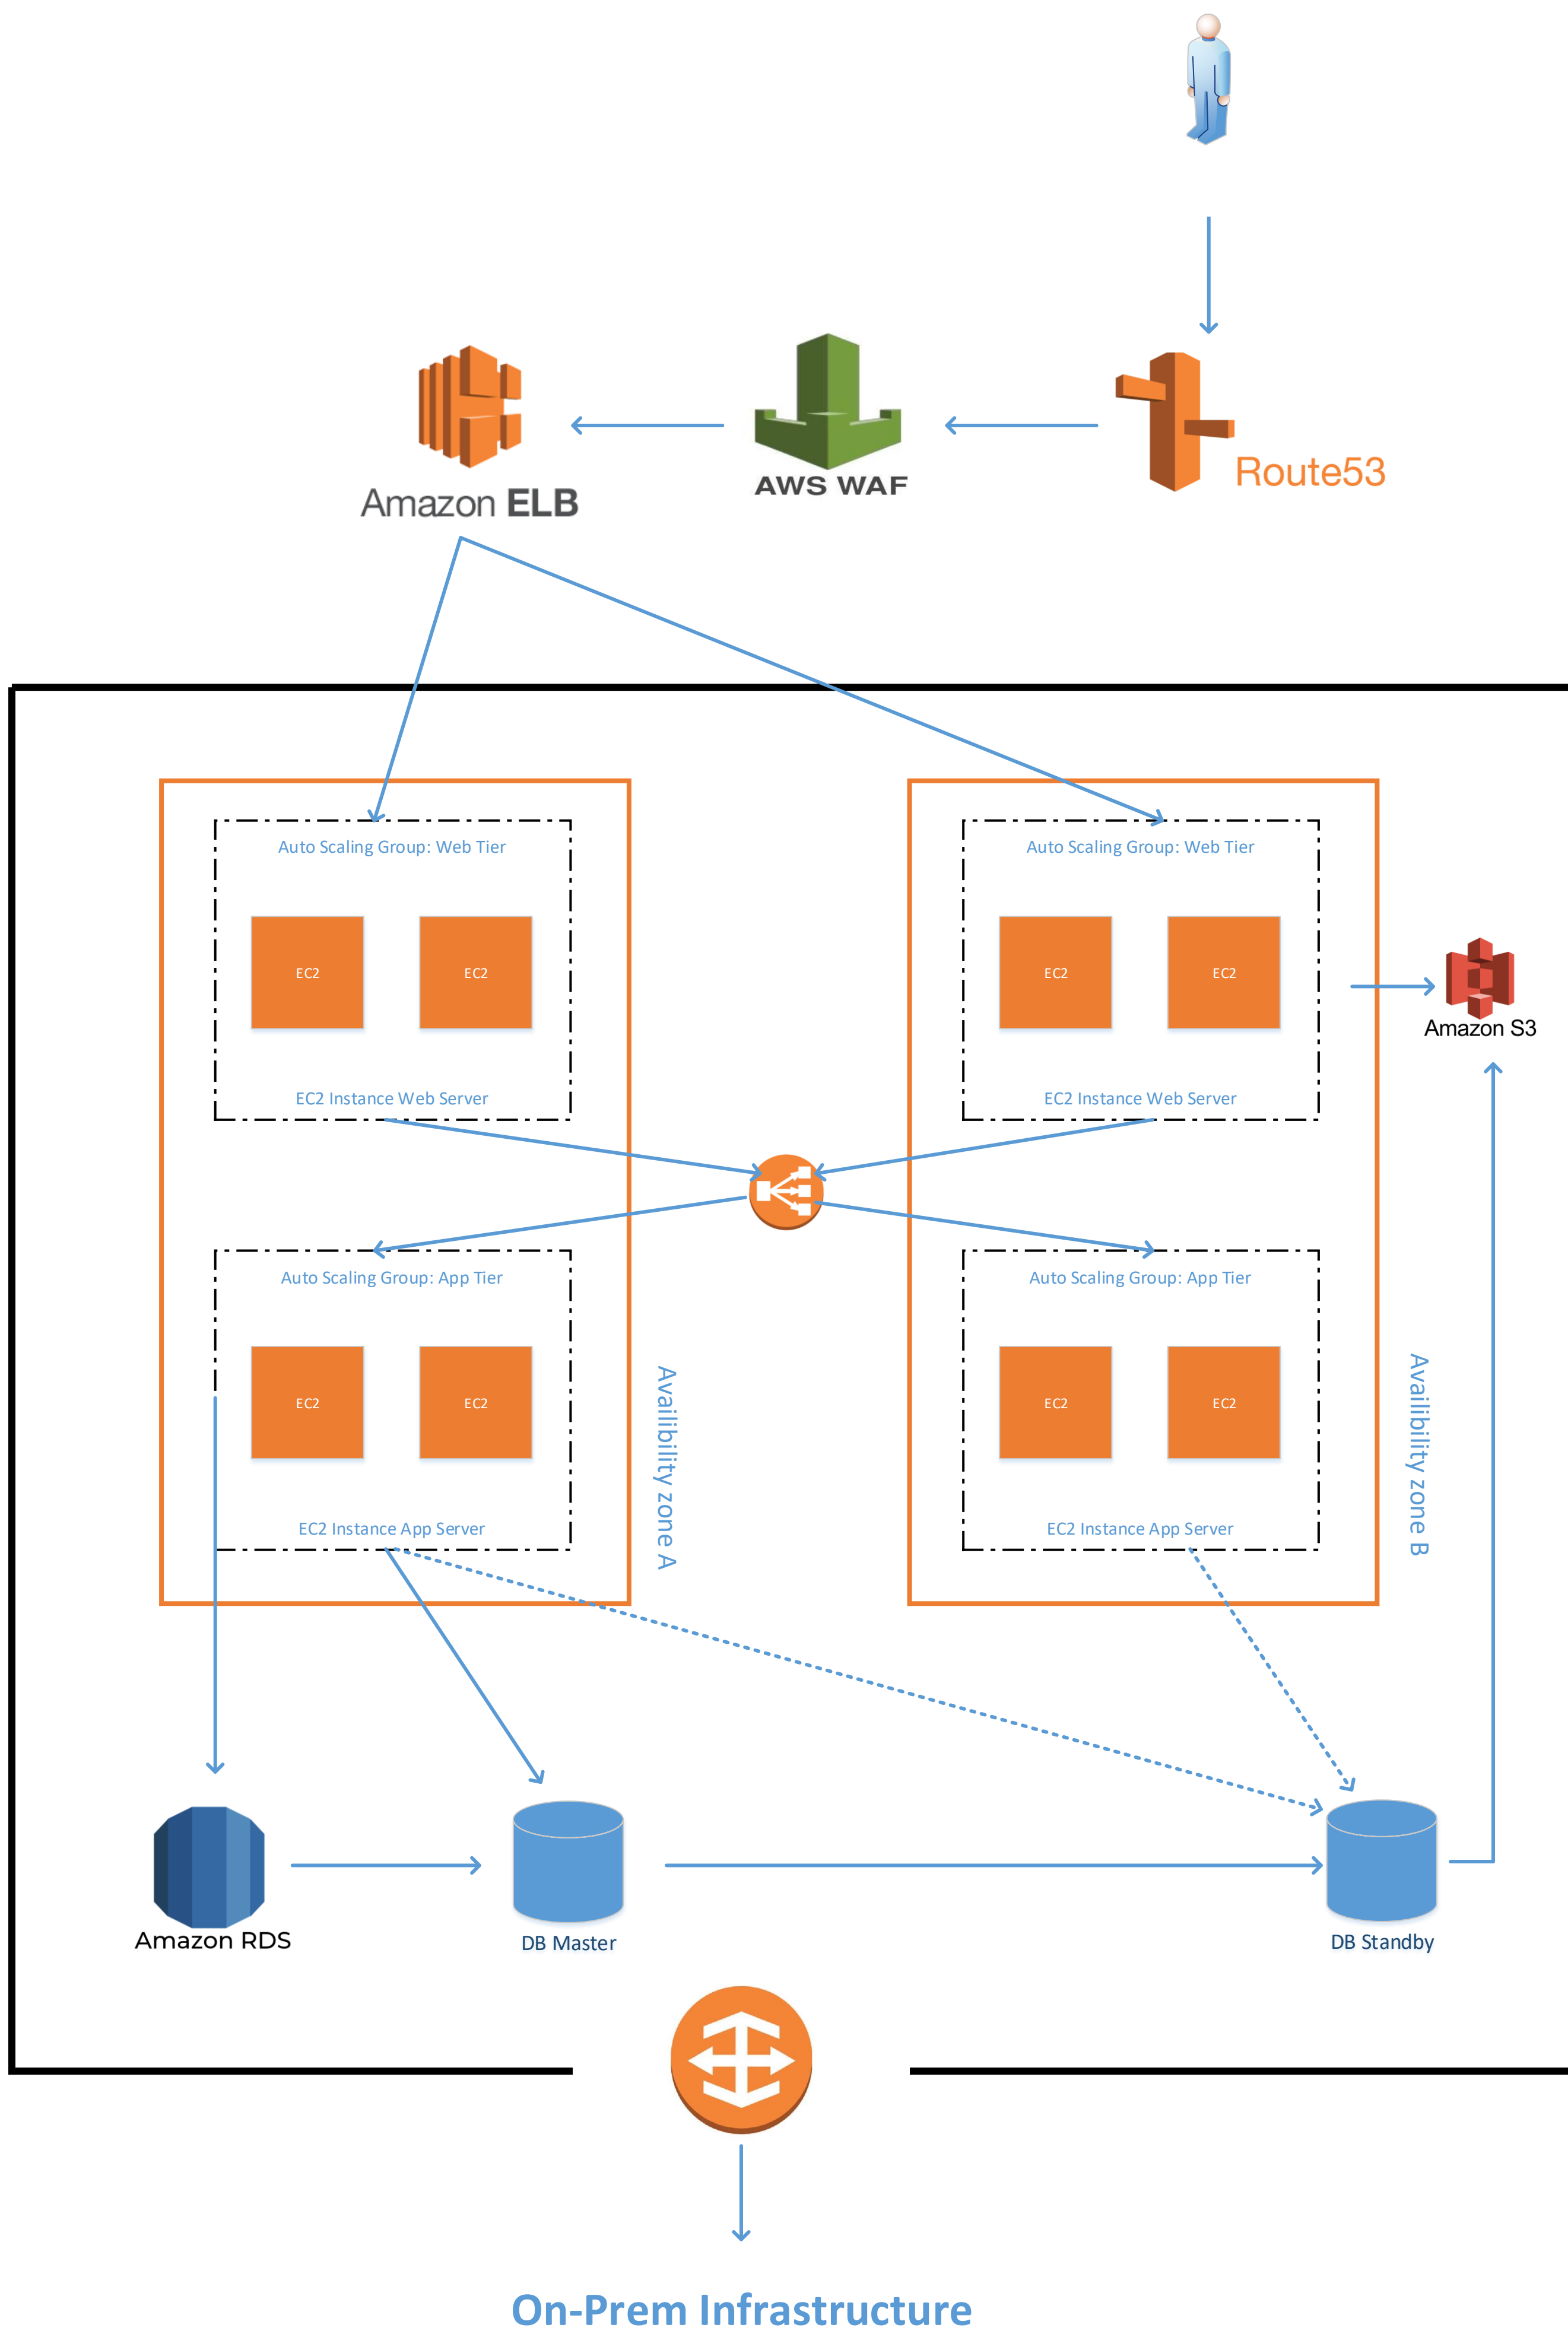 Route53
AWS WAF
Amazon ELB
Auto Scaling Group: Web Tier
EC2
EC2
EC2 Instance Web Server
Auto Scaling Group: Web Tier
EC2
EC2
EC2 Instance Web Server
Amazon S3
Auto Scaling Group: App Tier
EC2
EC2
EC2 Instance App Server
Availibility zone A
Auto Scaling Group: App Tier
EC2
EC2
EC2 Instance App Server
Availibility zone B
Amazon RDS
DB Master
DB Standby
On-Prem Infrastructure